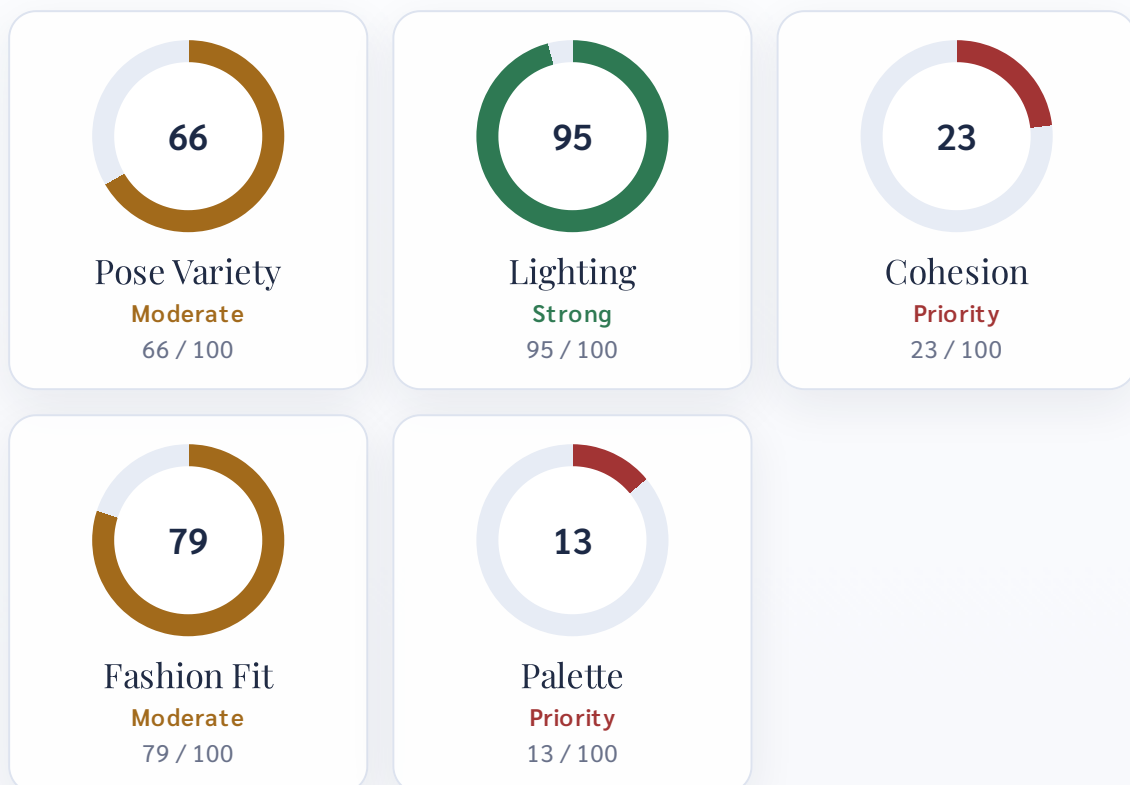 66
Pose Variety
Moderate
66 / 100
95
Lighting
Strong
95 / 100
23
Cohesion
Priority
23 / 100
79
Fashion Fit
Moderate
79 / 100
13
Palette
Priority
13 / 100